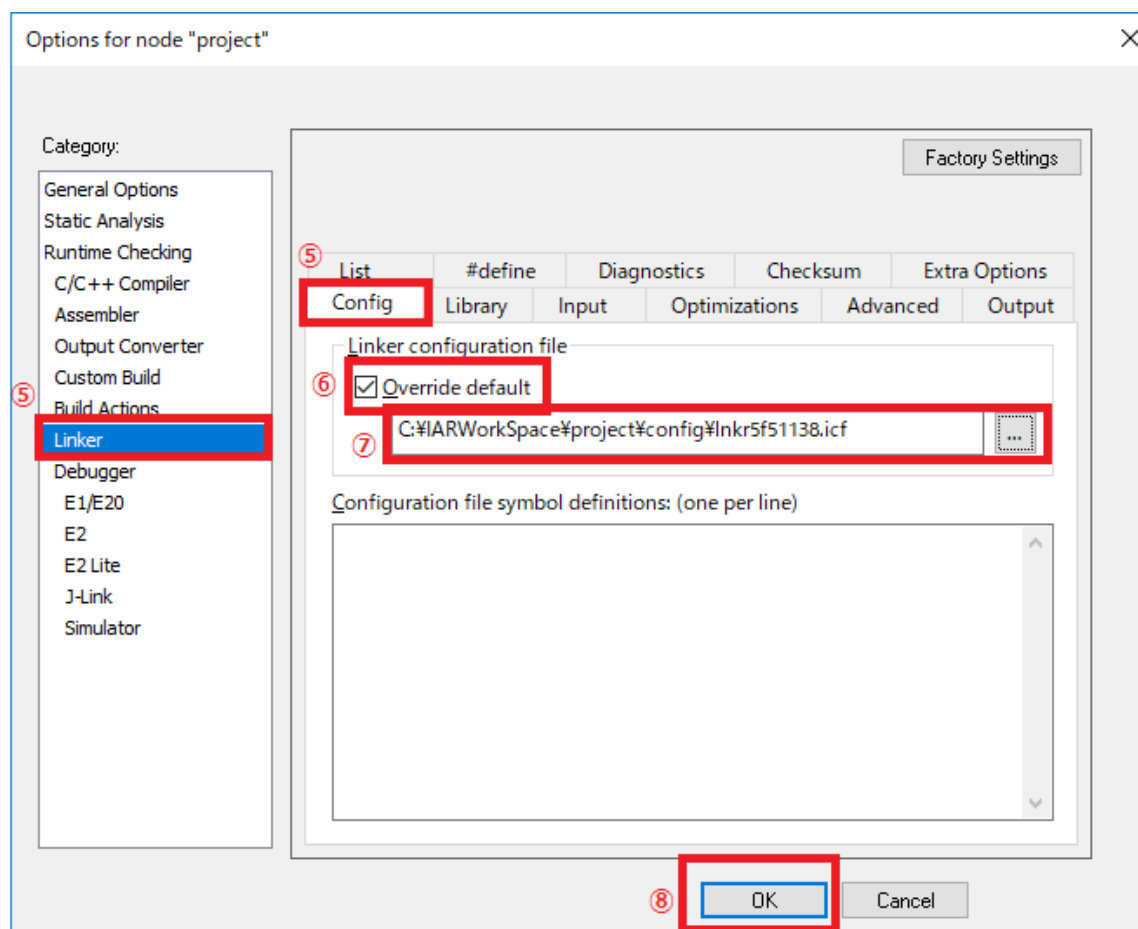 Options for node "project"
Category:
General Options
Static Analysis
Runtime Checking
C/C++ Compiler
Assembler
Output Converter
Custom Build
Build Actions
⑤
Linker
Debugger
E1/E20
E2
E2 Lite
J-Link
Simulator
Factory Settings
⑤
List #define Diagnostics Checksum Extra Options
Config Library Input Optimizations Advanced Output
Linker configuration file
⑥ Override default
⑦ C:¥IARWorkSpace¥project¥config¥lnkr5f51138.icf ...
Configuration file symbol definitions: (one per line)
⑧ OK Cancel